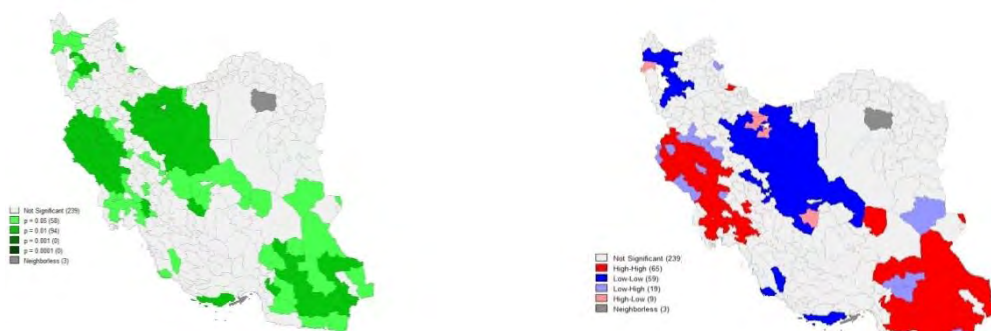 Not Significant (239)
p = 0.05 (58)
p = 0.01 (94)
p = 0.001 (0)
p = 0.0001 (0)
Neighborless (3)
Not Significant (239)
High-High (65)
Low-Low (59)
Low-High (19)
High-Low (9)
Neighborless (3)